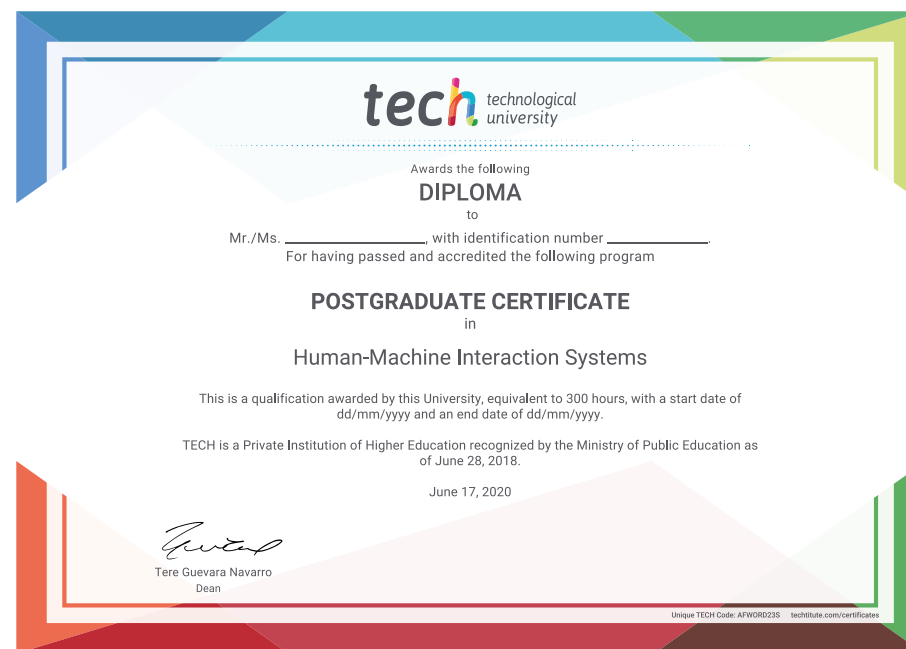 tech technological
university
Awards the following
DIPLOMA
to
Mr./Ms. ____________________, with identification number ______________.
For having passed and accredited the following program
POSTGRADUATE CERTIFICATE
in
Human-Machine Interaction Systems
This is a qualification awarded by this University, equivalent to 300 hours, with a start date of
dd/mm/yyyy and an end date of dd/mm/yyyy.
TECH is a Private Institution of Higher Education recognized by the Ministry of Public Education as
of June 28, 2018.
June 17, 2020
Tere Guevara Navarro
Dean
Unique TECH Code: AFWORD23S techtitute.com/certificates